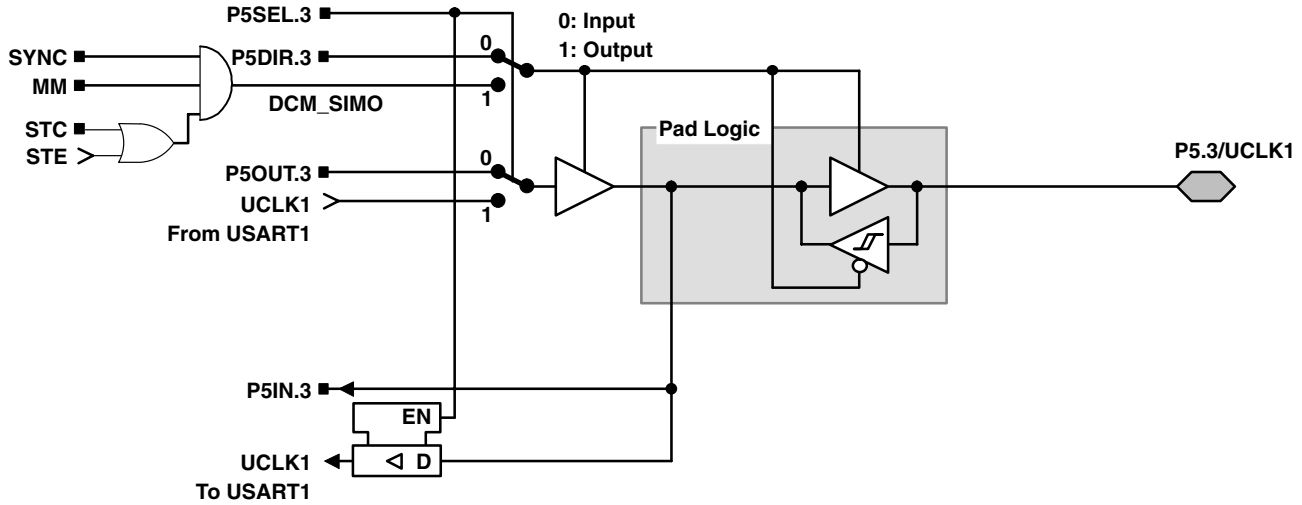 P5SEL.3
0: Input
1: Output
SYNC
P5DIR.3
0
MM
1
DCM_SIMO
STC
STE
Pad Logic
P5.3/UCLK1
P5OUT.3
0
UCLK1
1
From USART1
P5IN.3
EN
UCLK1
D
To USART1